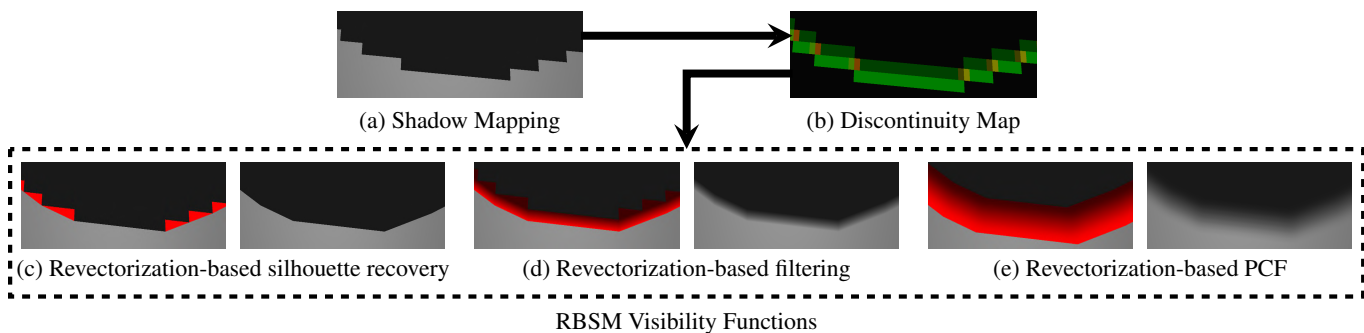 (a) Shadow Mapping
(b) Discontinuity Map
(c) Revectorization-based silhouette recovery
(d) Revectorization-based filtering
(e) Revectorization-based PCF
RBSM Visibility Functions